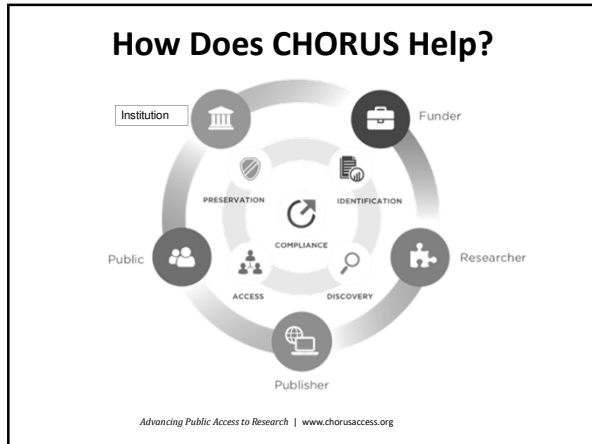 How Does CHORUS Help?
Institution
Funder
PRESERVATION
IDENTIFICATION
COMPLIANCE
Public
Researcher
ACCESS
DISCOVERY
Publisher
Advancing Public Access to Research | www.chorusaccess.org